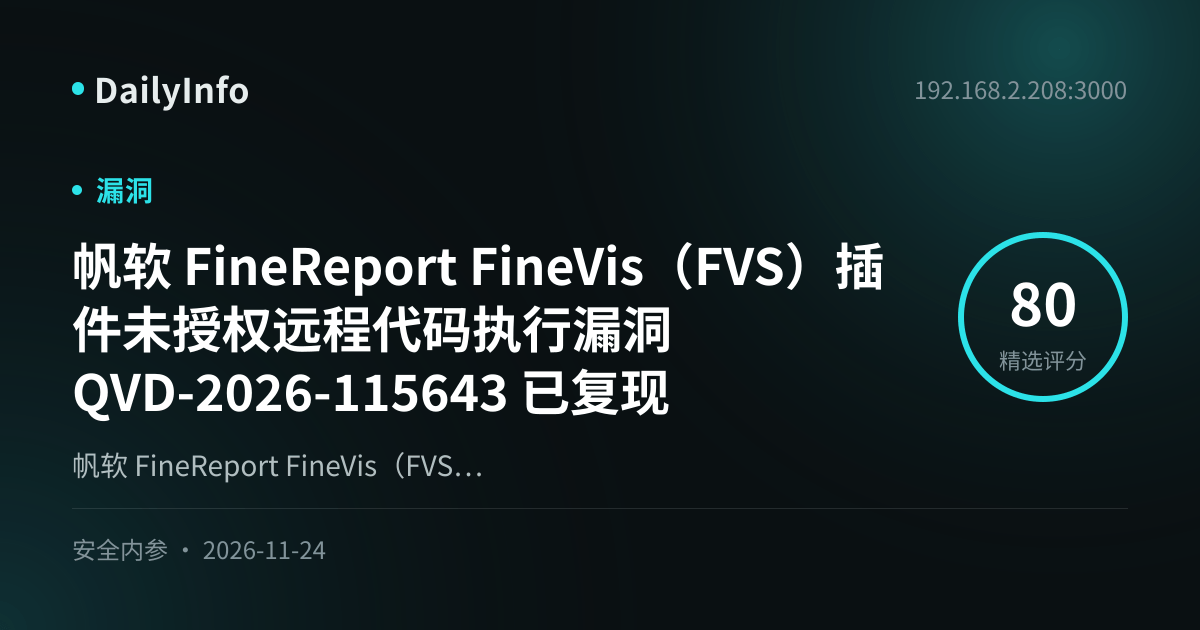 DailyInfo
192.168.2.208:3000
漏洞
帆软 FineReport FineVis（FVS）插
件未授权远程代码执行漏洞
QVD-2026-115643 已复现
80
精选评分
帆软 FineReport FineVis（FVS…
安全内参 · 2026-11-24